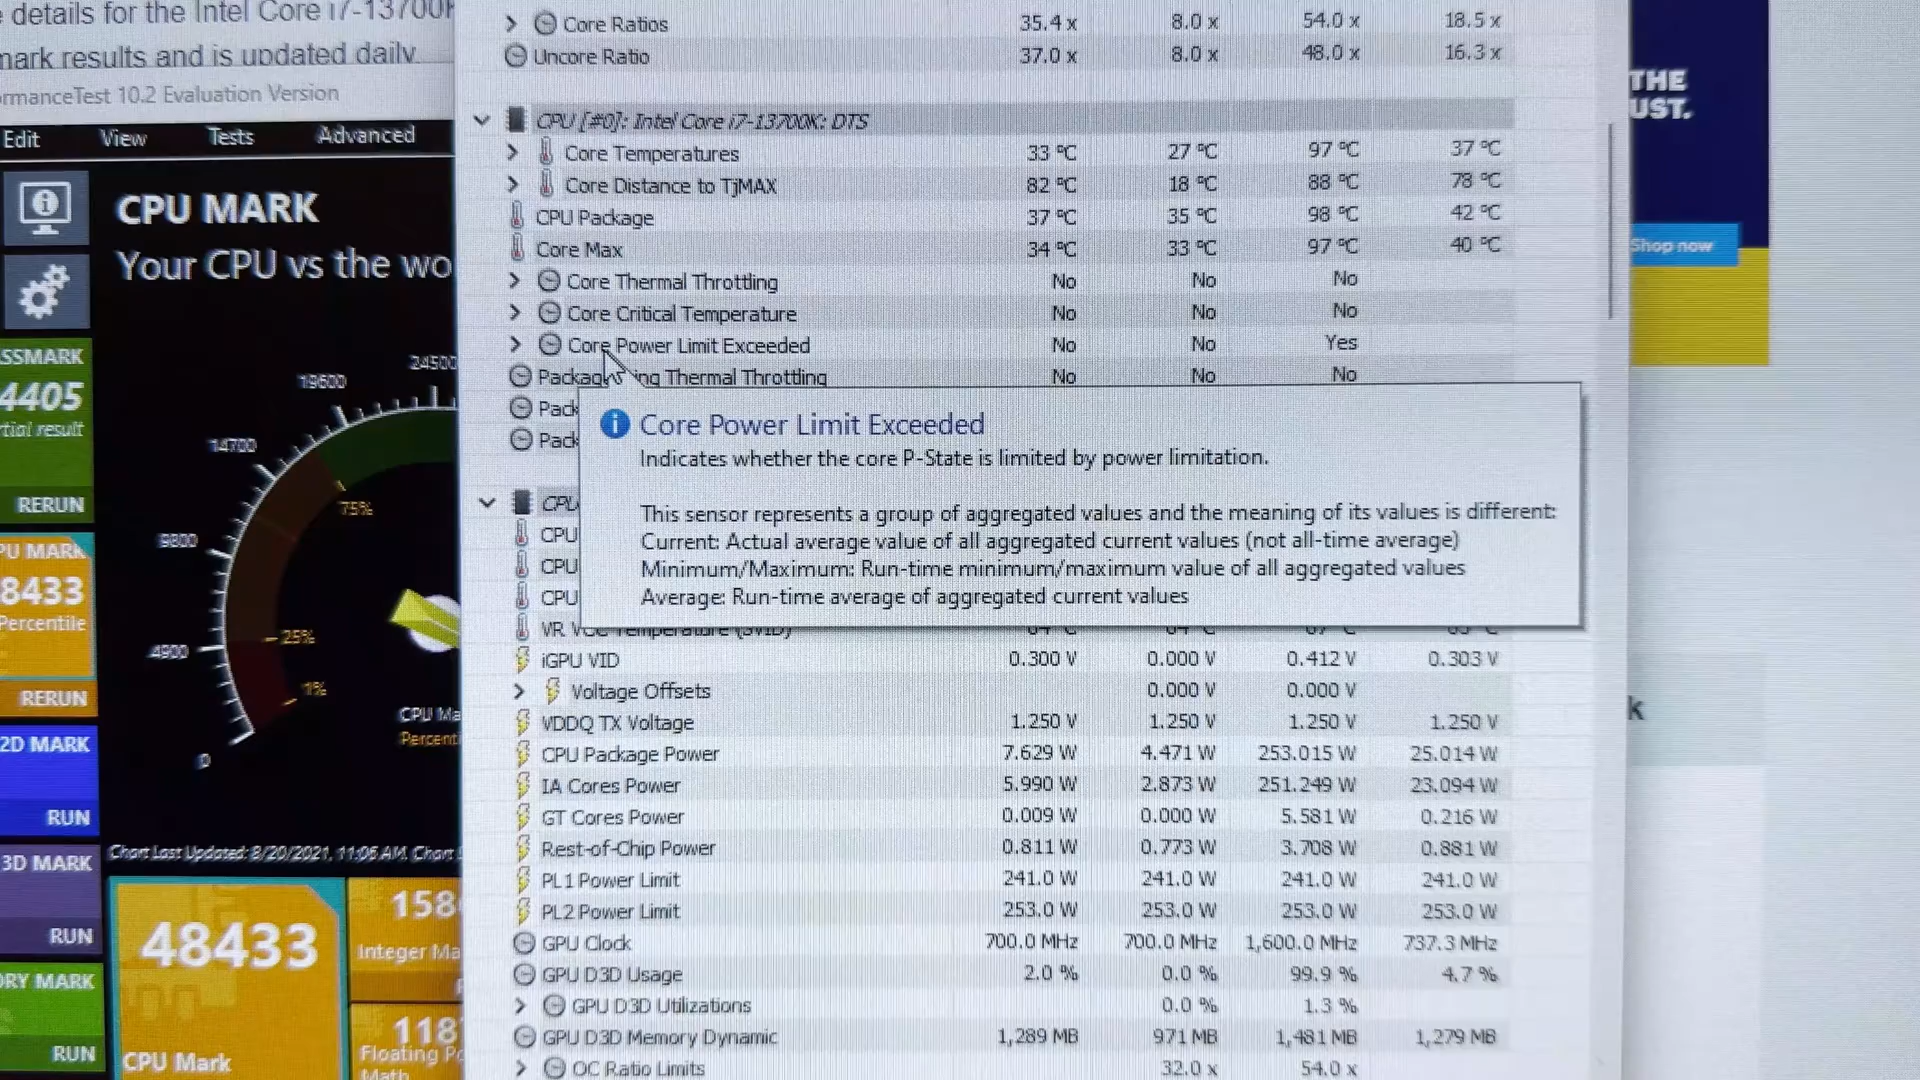 details for the Intel Core i7-13700K
mark results and is updated daily.
rmanceTest 10.2 Evaluation Version
Edit View Tests Advanced
CPU MARK
Your CPU vs the wo
SSMARK
4405
rtial result
RERUN
PU MARK
8433
Percentile
RERUN
2D MARK
RUN
3D MARK
RUN
ORY MARK
RUN
24500
19600
14700
9800
4900
0
75%
25%
1%
CPU Ma
Percenti
Chart Last Updated: 8/20/2021, 11:06 AM. Chart
48433
CPU Mark
158
Integer Ma
118
Floating Po
Math
Core Ratios 35.4 x 8.0 x 54.0 x 18.5 x
Uncore Ratio 37.0 x 8.0 x 48.0 x 16.3 x
CPU [#0]: Intel Core i7-13700K: DTS
Core Temperatures 33 °C 27 °C 97 °C 37 °C
Core Distance to TjMAX 82 °C 18 °C 88 °C 78 °C
CPU Package 37 °C 35 °C 98 °C 42 °C
Core Max 34 °C 33 °C 97 °C 40 °C
Core Thermal Throttling No No No
Core Critical Temperature No No No
Core Power Limit Exceeded No No Yes
Package/Ring Thermal Throttling No No No
Pack
Pack
Core Power Limit Exceeded
Indicates whether the core P-State is limited by power limitation.
This sensor represents a group of aggregated values and the meaning of its values is different:
Current: Actual average value of all aggregated current values (not all-time average)
Minimum/Maximum: Run-time minimum/maximum value of all aggregated values
Average: Run-time average of aggregated current values
CPU
CPU
CPU
CPU
VR VCC Temperature (SVID)
iGPU VID 0.300 V 0.000 V 0.412 V 0.303 V
Voltage Offsets 0.000 V 0.000 V
VDDQ TX Voltage 1.250 V 1.250 V 1.250 V 1.250 V
CPU Package Power 7.629 W 4.471 W 253.015 W 25.014 W
IA Cores Power 5.990 W 2.873 W 251.249 W 23.094 W
GT Cores Power 0.009 W 0.000 W 5.581 W 0.216 W
Rest-of-Chip Power 0.811 W 0.773 W 3.708 W 0.881 W
PL1 Power Limit 241.0 W 241.0 W 241.0 W 241.0 W
PL2 Power Limit 253.0 W 253.0 W 253.0 W 253.0 W
GPU Clock 700.0 MHz 700.0 MHz 1,600.0 MHz 737.3 MHz
GPU D3D Usage 2.0 % 0.0 % 99.9 % 4.7 %
GPU D3D Utilizations 0.0 % 1.3 %
GPU D3D Memory Dynamic 1,289 MB 971 MB 1,481 MB 1,279 MB
OC Ratio Limits 32.0 x 54.0 x
THE
UST.
Shop now
k